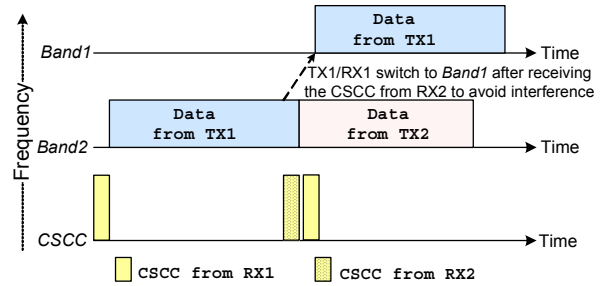 Frequency
Data
from TX1
Band1
Time
TX1/RX1 switch to Band1 after receiving
the CSCC from RX2 to avoid interference
Data
from TX1
Data
from TX2
Band2
Time
CSCC
Time
CSCC from RX1
CSCC from RX2